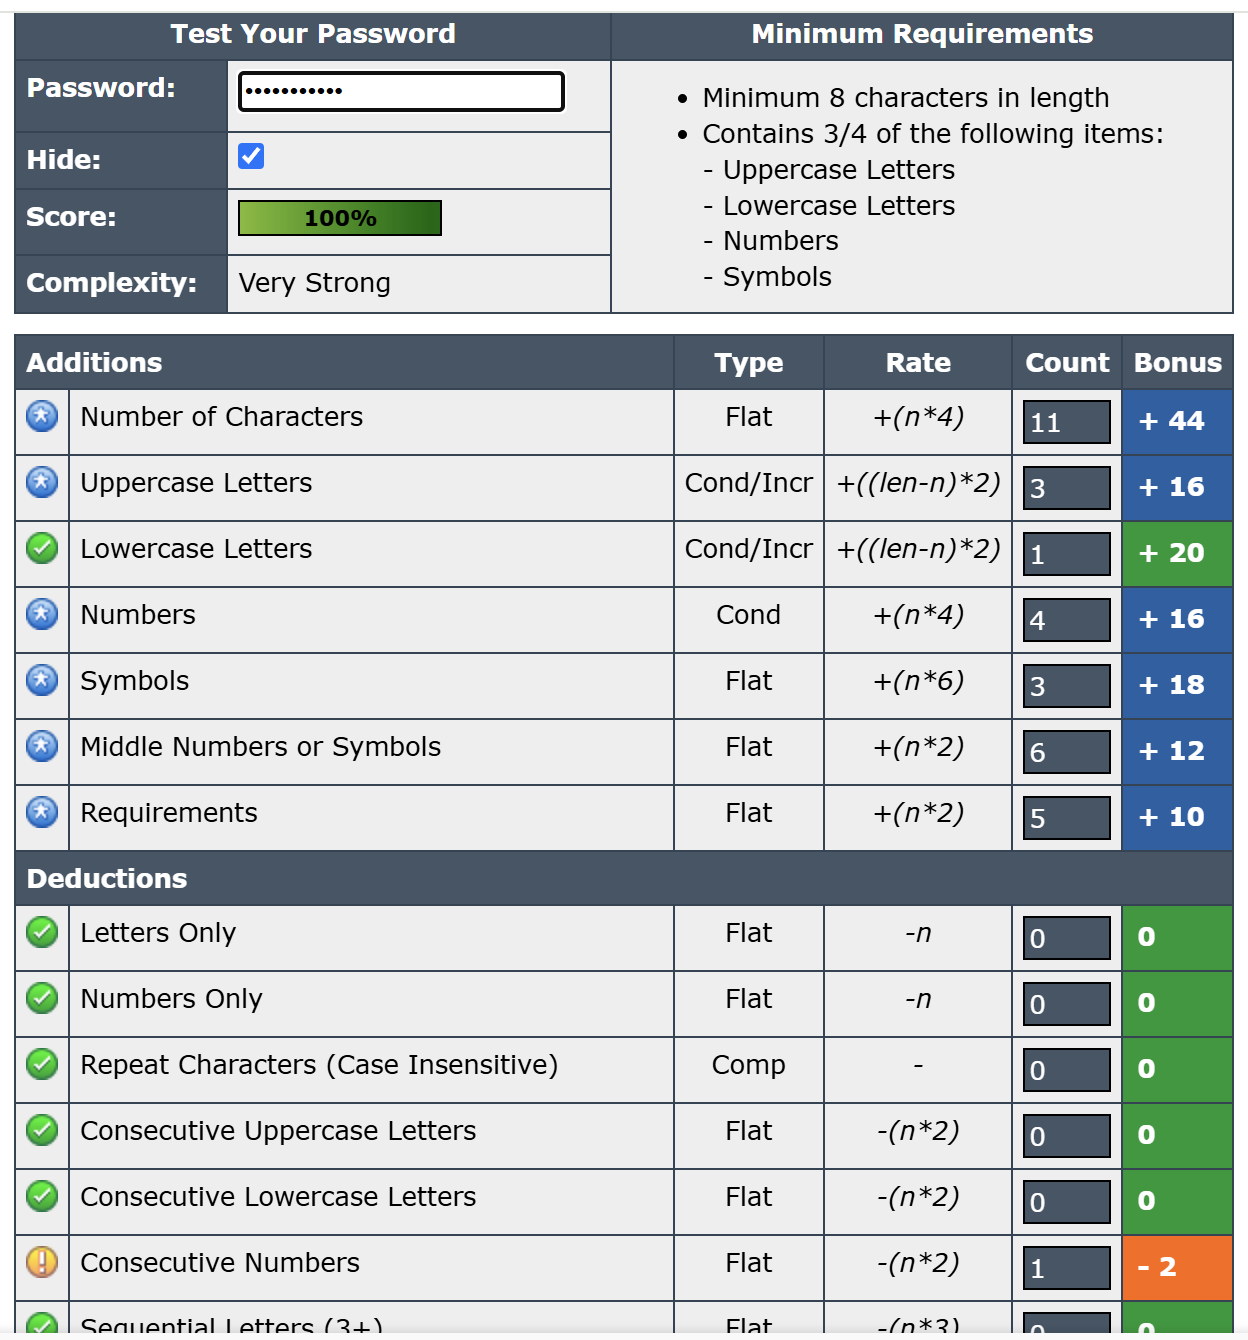 Test Your Password Minimum Requirements
Password: •••••••••••
Hide:
Score: 100%
Complexity: Very Strong
• Minimum 8 characters in length
• Contains 3/4 of the following items:
- Uppercase Letters
- Lowercase Letters
- Numbers
- Symbols
Additions Type Rate Count Bonus
Number of Characters Flat +(n*4) 11 + 44
Uppercase Letters Cond/Incr +((len-n)*2) 3 + 16
Lowercase Letters Cond/Incr +((len-n)*2) 1 + 20
Numbers Cond +(n*4) 4 + 16
Symbols Flat +(n*6) 3 + 18
Middle Numbers or Symbols Flat +(n*2) 6 + 12
Requirements Flat +(n*2) 5 + 10
Deductions
Letters Only Flat -n 0 0
Numbers Only Flat -n 0 0
Repeat Characters (Case Insensitive) Comp - 0 0
Consecutive Uppercase Letters Flat -(n*2) 0 0
Consecutive Lowercase Letters Flat -(n*2) 0 0
Consecutive Numbers Flat -(n*2) 1 - 2
Sequential Letters (3+) Flat -(n*3) 0 0